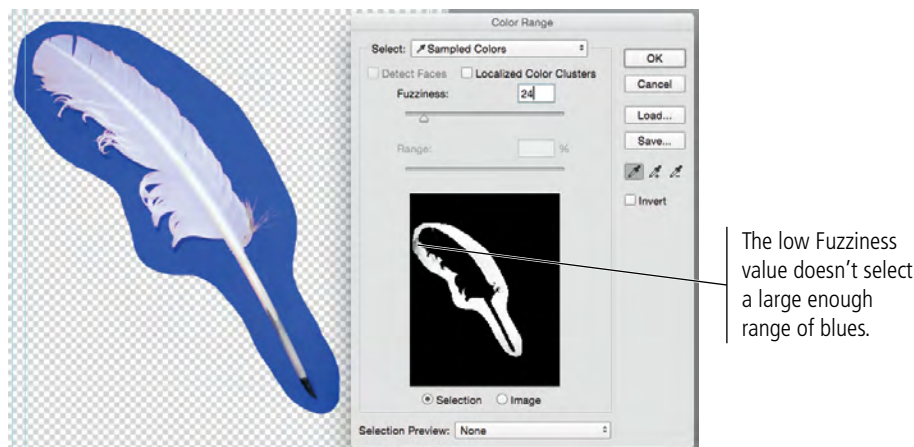 Color Range
Select: Sampled Colors
Detect Faces Localized Color Clusters
Fuzziness: 24
Range: %
Selection Image
Selection Preview: None
OK
Cancel
Load...
Save...
Invert
The low Fuzziness
value doesn’t select
a large enough
range of blues.